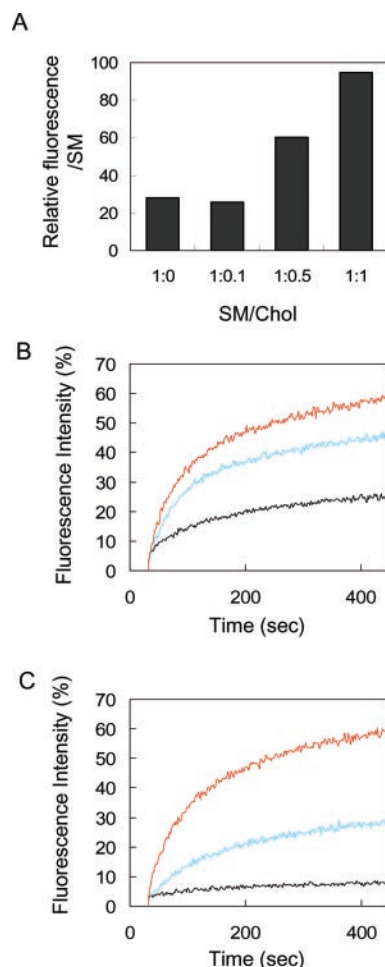 A
Relative fluorescence
/SM
100
80
60
40
20
0
1:0 1:0.1 1:0.5 1:1
SM/Chol
B
Fluorescence Intensity (%)
70
60
50
40
30
20
10
0
0 200 400
Time (sec)
C
Fluorescence Intensity (%)
70
60
50
40
30
20
10
0
0 200 400
Time (sec)